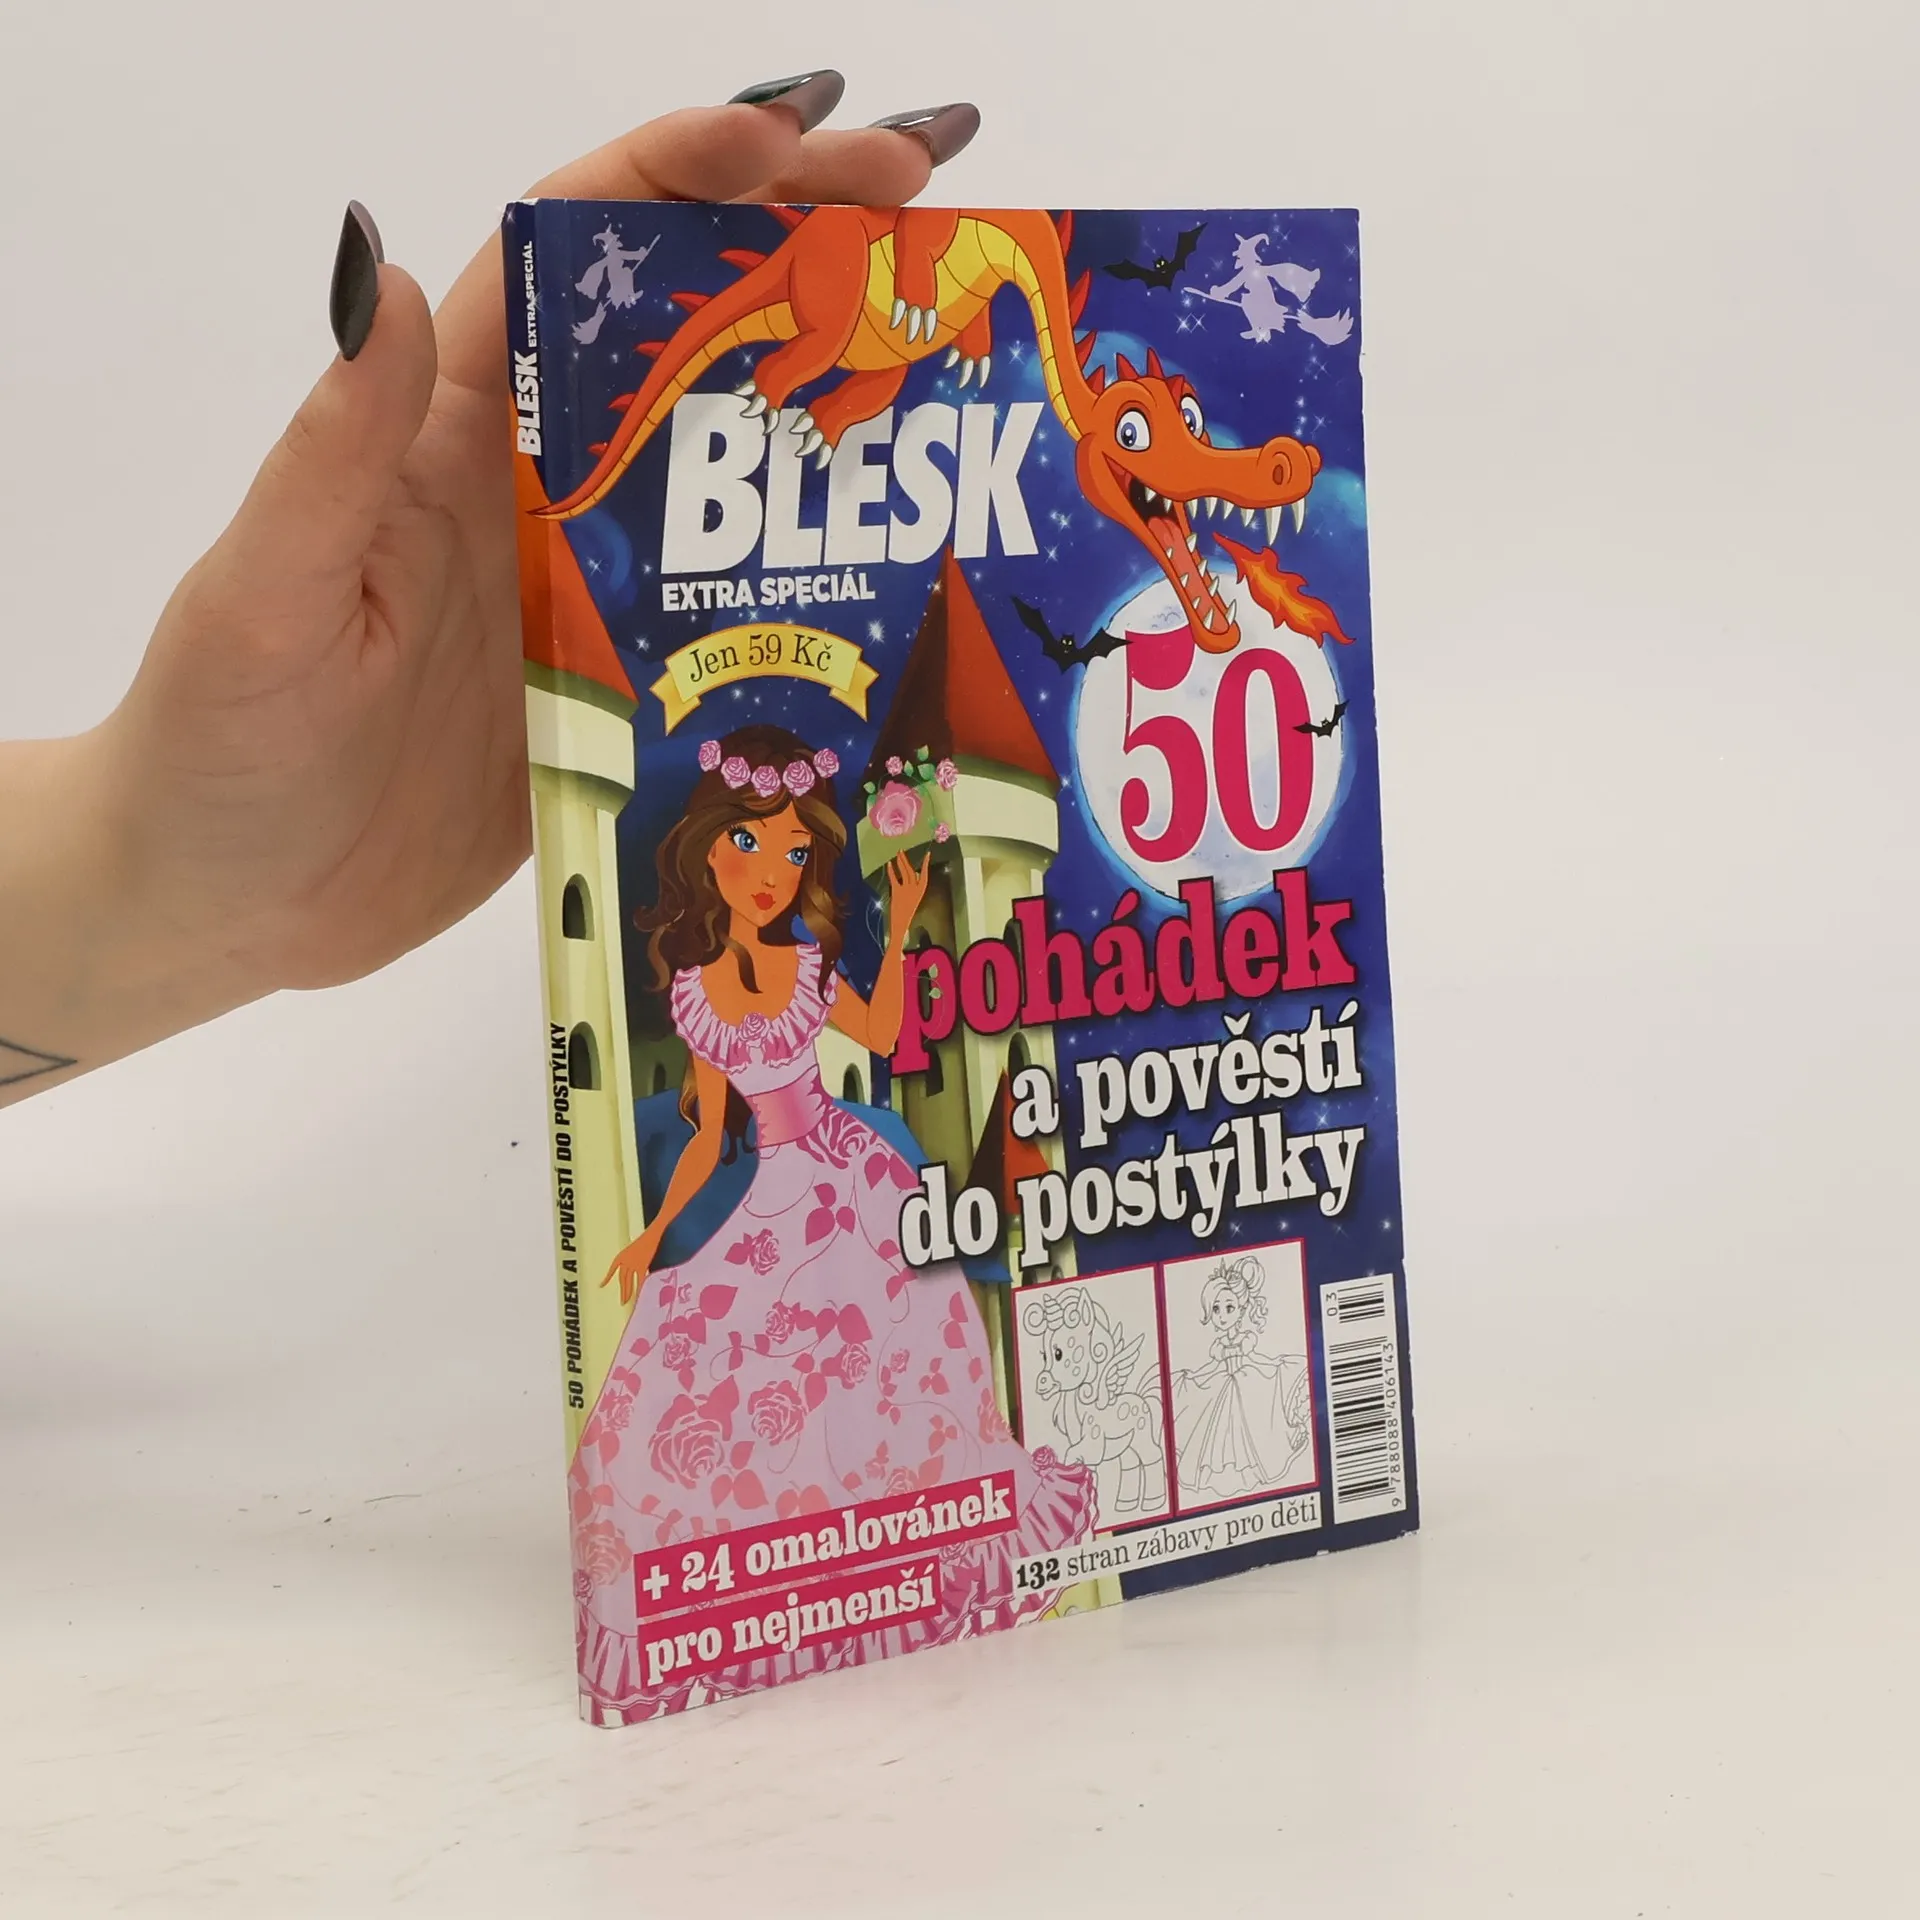 BLESK EXTRA SPECIÁL
50 POHÁDEK A POVĚSTÍ DO POSTÝLKY
BLESK
EXTRA SPECIÁL
Jen 59 Kč
50
pohádek
a pověstí
do postýlky
+ 24 omalovánek
pro nejmenší
132 stran zábavy pro děti
03
9 788088 406143